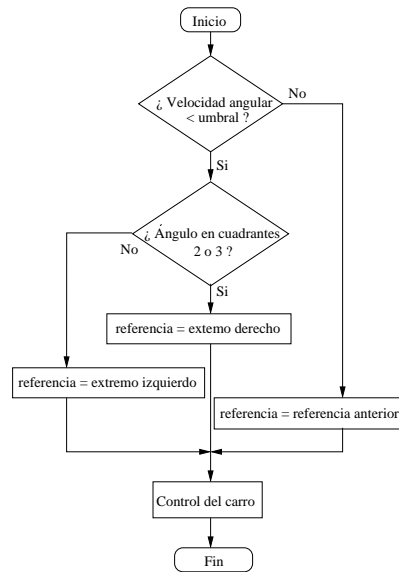 Inicio
¿ Velocidad angular
< umbral ?
No
Si
¿ Ángulo en cuadrantes
2 o 3 ?
No
Si
referencia = extemo derecho
referencia = extremo izquierdo
referencia = referencia anterior
Control del carro
Fin